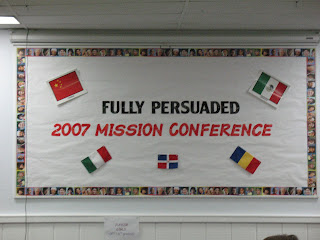 FULLY PERSUADED
2007 MISSION CONFERENCE